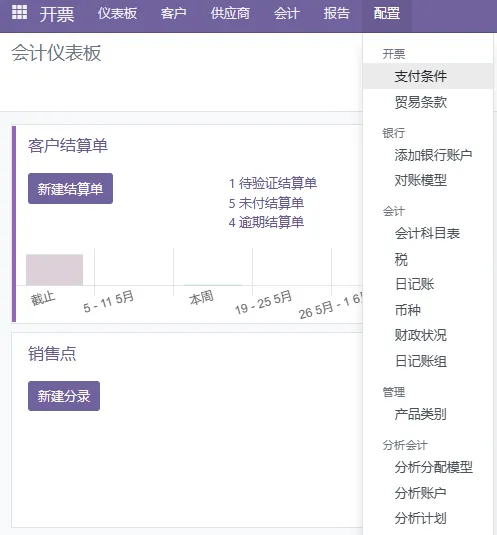 开票 仪表板 客户 供应商 会计 报告 配置
会计仪表板
开票
支付条件
贸易条款
银行
添加银行账户
对账模型
会计
会计科目表
税
日记账
币种
财政状况
日记账组
管理
产品类别
分析会计
分析分配模型
分析账户
分析计划
客户结算单
新建结算单
1 待验证结算单
5 未付结算单
4 逾期结算单
截止
5 - 11 5月
本周
19 - 25 5月
26 5月 - 1 6
销售点
新建分录